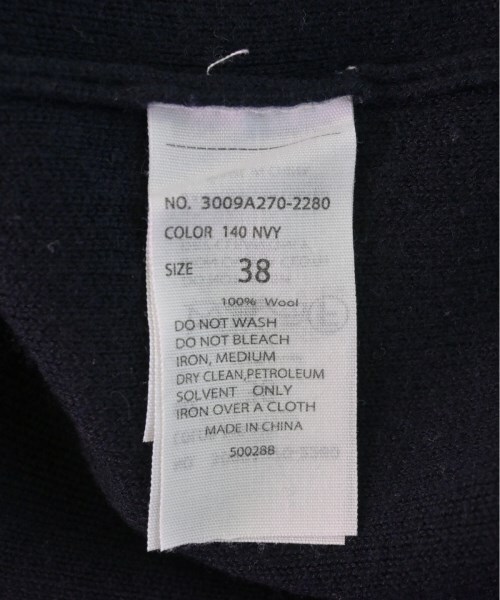 NO. 3009A270-2280
COLOR 140 NVY
SIZE 38
100% Wool
DO NOT WASH
DO NOT BLEACH
IRON, MEDIUM
DRY CLEAN,PETROLEUM
SOLVENT ONLY
IRON OVER A CLOTH
MADE IN CHINA
500288